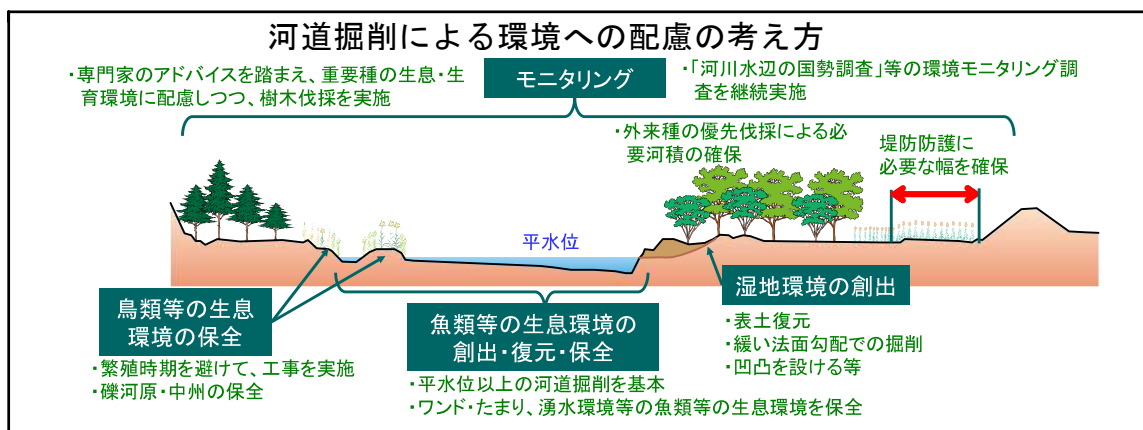 河道掘削による環境への配慮の考え方
・専門家のアドバイスを踏まえ、重要種の生息・生
育環境に配慮しつつ、樹木伐採を実施
モニタリング
・「河川水辺の国勢調査」等の環境モニタリング調
査を継続実施
・外来種の優先伐採による必
要河積の確保
堤防防護に
必要な幅を確保
平水位
鳥類等の生息
環境の保全
・繁殖時期を避けて、工事を実施
・礫河原・中州の保全
魚類等の生息環境の
創出・復元・保全
・平水位以上の河道掘削を基本
・ワンド・たまり、湧水環境等の魚類等の生息環境を保全
湿地環境の創出
・表土復元
・緩い法面勾配での掘削
・凹凸を設ける等